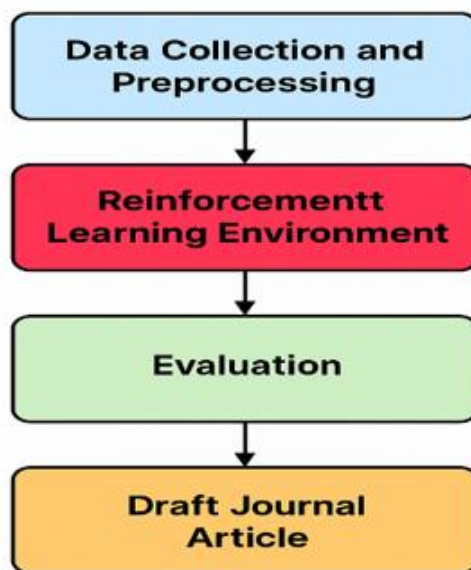 Data Collection and
Preprocessing
Reinforcementt
Learning Environment
Evaluation
Draft Journal
Article